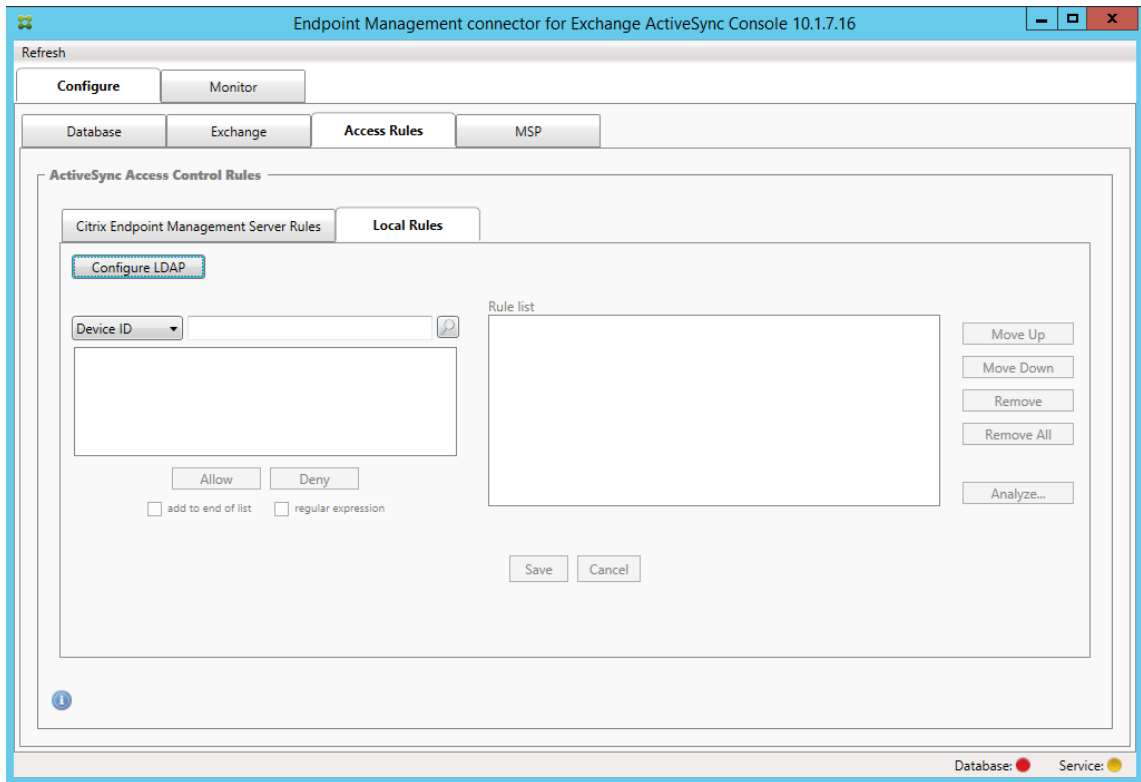 Endpoint Management connector for Exchange ActiveSync Console 10.1.7.16
Refresh
Configure Monitor
Database Exchange Access Rules MSP
ActiveSync Access Control Rules
Citrix Endpoint Management Server Rules Local Rules
Configure LDAP
Rule list
Device ID
Move Up
Move Down
Remove
Remove All
Allow Deny
Analyze...
add to end of list regular expression
Save Cancel
Database: Service: